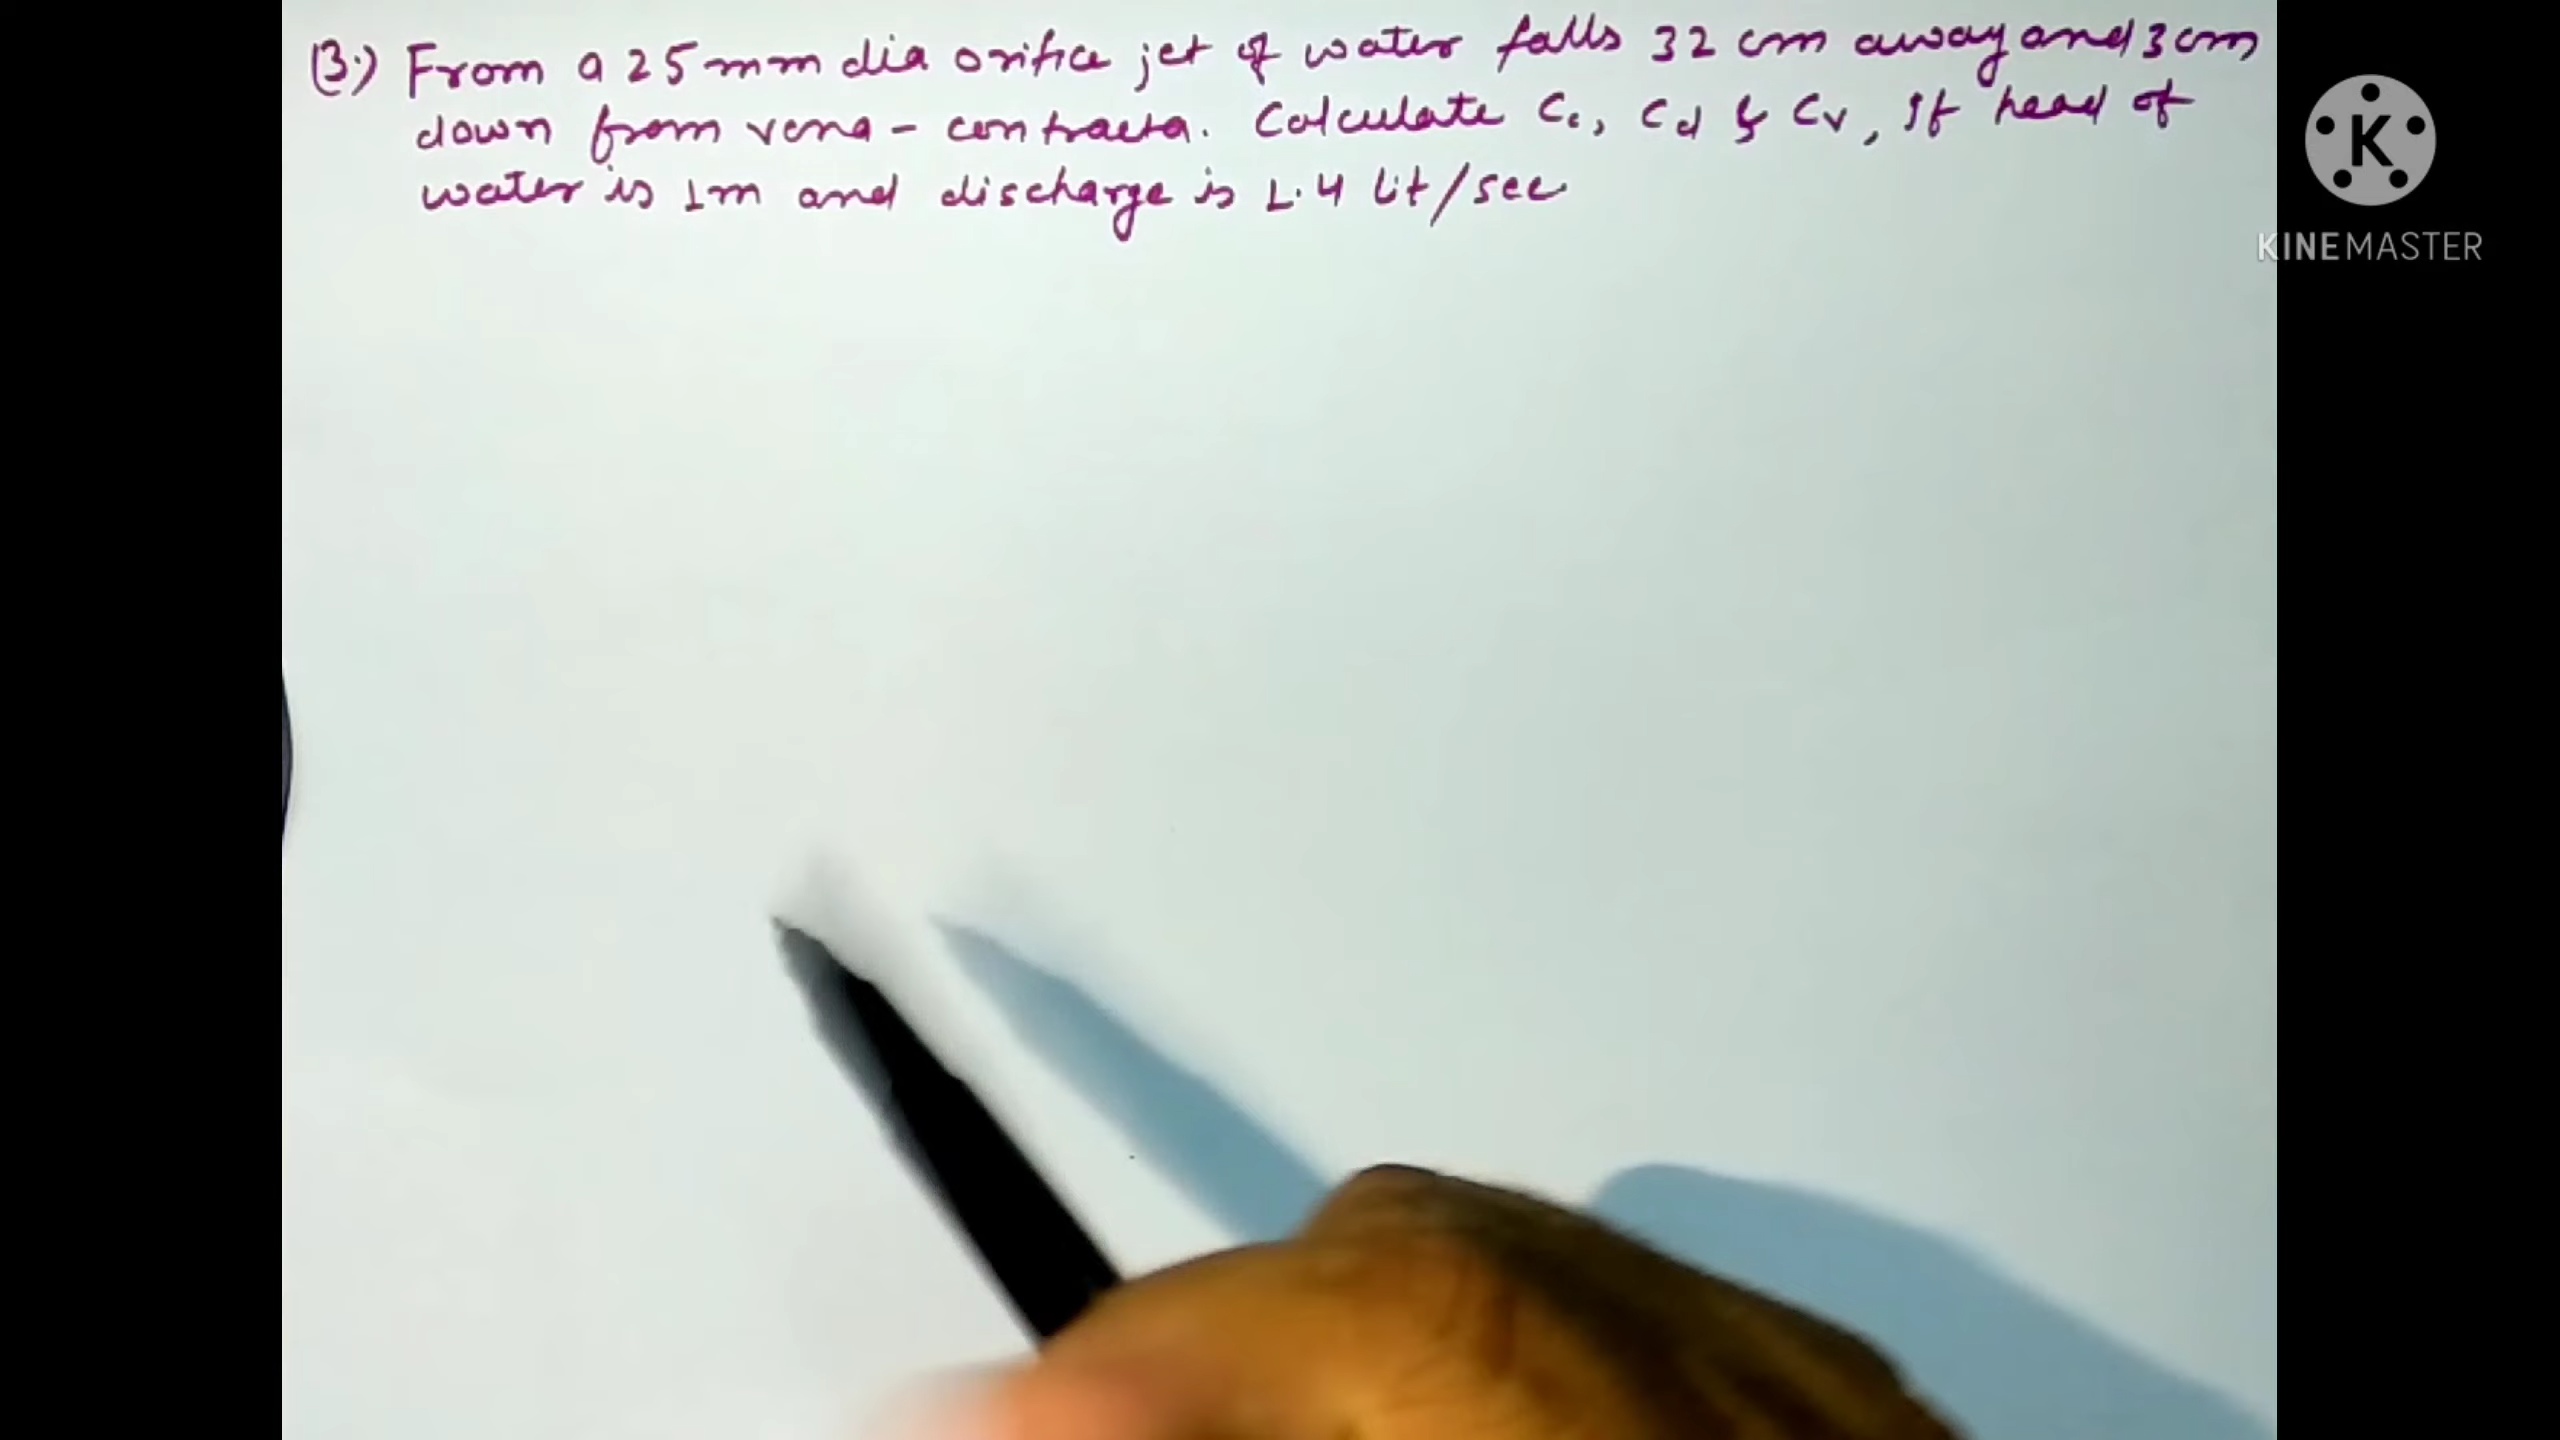 (3.) From a 25 mm dia orifice jet of water falls 32 cm away and 3 cm
down from vena - contracta. Calculate Cc, Cd & Cv, If head of
water is 1m and discharge is 1.4 lit/sec.
K
KINEMASTER